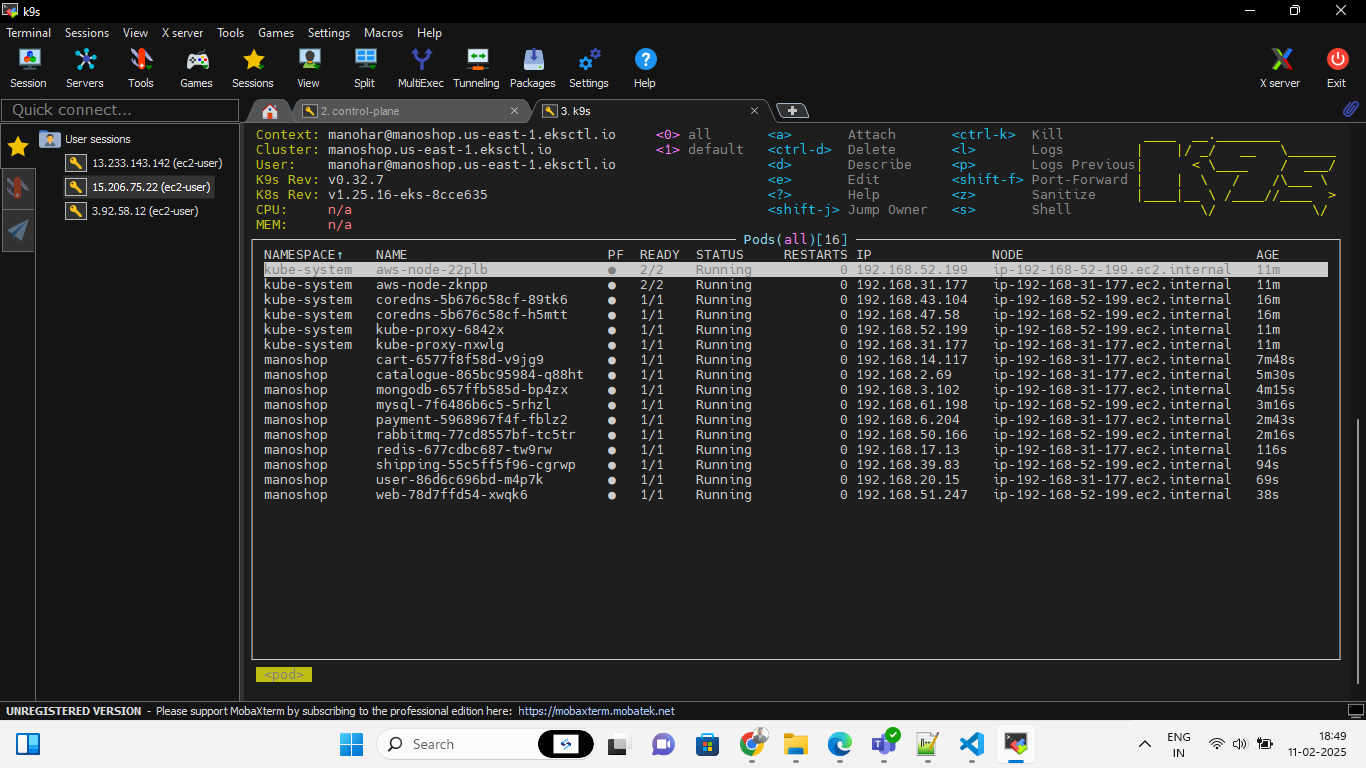 k9s
Terminal Sessions View X server Tools Games Settings Macros Help
Session Servers Tools Games Sessions View Split MultiExec Tunneling Packages Settings Help X server Exit
Quick connect... 2. control-plane 3. k9s
User sessions
13.233.143.142 (ec2-user)
15.206.75.22 (ec2-user)
3.92.58.12 (ec2-user)
Context: manohar@manoshop.us-east-1.eksctl.io <0> all <a> Attach <ctrl-k> Kill
Cluster: manoshop.us-east-1.eksctl.io <1> default <ctrl-d> Delete <l> Logs
User: manohar@manoshop.us-east-1.eksctl.io <d> Describe <p> Logs Previous
K9s Rev: v0.32.7 <e> Edit <shift-f> Port-Forward
K8s Rev: v1.25.16-eks-8cce635 <?> Help <z> Sanitize
CPU: n/a <shift-j> Jump Owner <s> Shell
MEM: n/a
Pods(all)[16]
NAMESPACE↑ NAME PF READY STATUS RESTARTS IP NODE AGE
kube-system aws-node-22plb ● 2/2 Running 0 192.168.52.199 ip-192-168-52-199.ec2.internal 11m
kube-system aws-node-zknpp ● 2/2 Running 0 192.168.31.177 ip-192-168-31-177.ec2.internal 11m
kube-system coredns-5b676c58cf-89tk6 ● 1/1 Running 0 192.168.43.104 ip-192-168-52-199.ec2.internal 16m
kube-system coredns-5b676c58cf-h5mtt ● 1/1 Running 0 192.168.47.58 ip-192-168-52-199.ec2.internal 16m
kube-system kube-proxy-6842x ● 1/1 Running 0 192.168.52.199 ip-192-168-52-199.ec2.internal 11m
kube-system kube-proxy-nxwlg ● 1/1 Running 0 192.168.31.177 ip-192-168-31-177.ec2.internal 11m
manoshop cart-6577f8f58d-v9jg9 ● 1/1 Running 0 192.168.14.117 ip-192-168-31-177.ec2.internal 7m48s
manoshop catalogue-865bc95984-q88ht ● 1/1 Running 0 192.168.2.69 ip-192-168-31-177.ec2.internal 5m30s
manoshop mongodb-657ffb585d-bp4zx ● 1/1 Running 0 192.168.3.102 ip-192-168-31-177.ec2.internal 4m15s
manoshop mysql-7f6486b6c5-5rhzl ● 1/1 Running 0 192.168.61.198 ip-192-168-52-199.ec2.internal 3m16s
manoshop payment-5968967f4f-fblz2 ● 1/1 Running 0 192.168.6.204 ip-192-168-31-177.ec2.internal 2m43s
manoshop rabbitmq-77cd8557bf-tc5tr ● 1/1 Running 0 192.168.50.166 ip-192-168-52-199.ec2.internal 2m16s
manoshop redis-677cdbc687-tw9rw ● 1/1 Running 0 192.168.17.13 ip-192-168-31-177.ec2.internal 116s
manoshop shipping-55c5ff5f96-cgrwp ● 1/1 Running 0 192.168.39.83 ip-192-168-52-199.ec2.internal 94s
manoshop user-86d6c696bd-m4p7k ● 1/1 Running 0 192.168.20.15 ip-192-168-31-177.ec2.internal 69s
manoshop web-78d7ffd54-xwqk6 ● 1/1 Running 0 192.168.51.247 ip-192-168-52-199.ec2.internal 38s
<pod>
UNREGISTERED VERSION - Please support MobaXterm by subscribing to the professional edition here: https://mobaxterm.mobatek.net
Search ENG 18:49
IN 11-02-2025